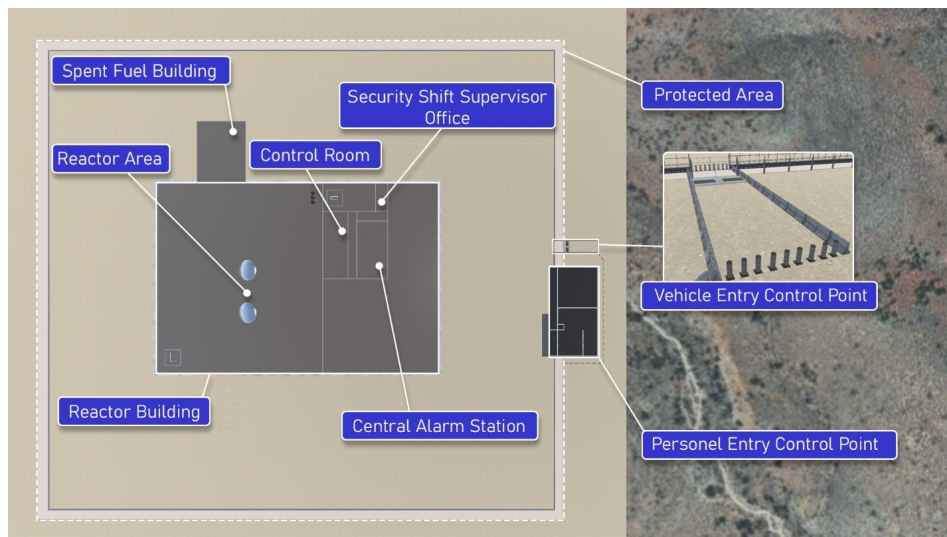 Spent Fuel Building
Security Shift Supervisor
Office
Protected Area
Reactor Area
Control Room
Vehicle Entry Control Point
Reactor Building
Central Alarm Station
Personel Entry Control Point